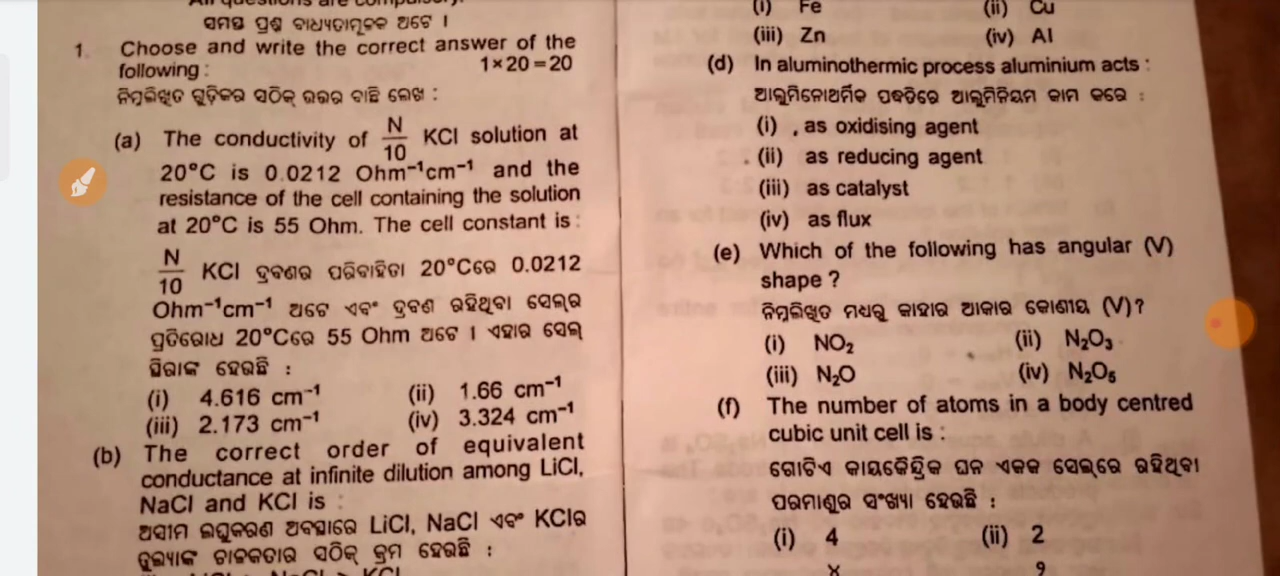 ସମସ୍ତ ପ୍ରଶ୍ନ ବାଧ୍ୟତାମୂଳକ ଅଟେ ।
1. Choose and write the correct answer of the
following : 1×20=20
ନିମ୍ନଲିଖିତ ଗୁଡ଼ିକର ସଠିକ୍ ଉତ୍ତର ବାଛି ଲେଖ :
(a) The conductivity of N/10 KCl solution at
20°C is 0.0212 Ohm⁻¹cm⁻¹ and the
resistance of the cell containing the solution
at 20°C is 55 Ohm. The cell constant is :
N/10 KCl ଦ୍ରବଣର ପରିବାହିତା 20°Cରେ 0.0212
Ohm⁻¹cm⁻¹ ଅଟେ ଏବଂ ଦ୍ରବଣ ରହିଥିବା ସେଲ୍‌ର
ପ୍ରତିରୋଧ 20°Cରେ 55 Ohm ଅଟେ । ଏହାର ସେଲ୍
ସ୍ଥିରାଙ୍କ ହେଉଛି :
(i) 4.616 cm⁻¹ (ii) 1.66 cm⁻¹
(iii) 2.173 cm⁻¹ (iv) 3.324 cm⁻¹
(b) The correct order of equivalent
conductance at infinite dilution among LiCl,
NaCl and KCl is :
ଅସୀମ ଲଘୁକରଣ ଅବସ୍ଥାରେ LiCl, NaCl ଏବଂ KClର
ତୁଲ୍ୟାଙ୍କ ଚାଳକତାର ସଠିକ୍ କ୍ରମ ହେଉଛି :
(i) Fe (ii) Cu
(iii) Zn (iv) Al
(d) In aluminothermic process aluminium acts :
ଆଲୁମିନୋଥର୍ମିକ ପଦ୍ଧତିରେ ଆଲୁମିନିୟମ କାମ କରେ :
(i) as oxidising agent
(ii) as reducing agent
(iii) as catalyst
(iv) as flux
(e) Which of the following has angular (V)
shape ?
ନିମ୍ନଲିଖିତ ମଧ୍ୟରୁ କାହାର ଆକାର କୋଣୀୟ (V)?
(i) NO₂ (ii) N₂O₃
(iii) N₂O (iv) N₂O₅
(f) The number of atoms in a body centred
cubic unit cell is :
ଗୋଟିଏ କାୟକୈନ୍ଦ୍ରିକ ଘନ ଏକକ ସେଲ୍‌ରେ ରହିଥିବା
ପରମାଣୁର ସଂଖ୍ୟା ହେଉଛି :
(i) 4 (ii) 2